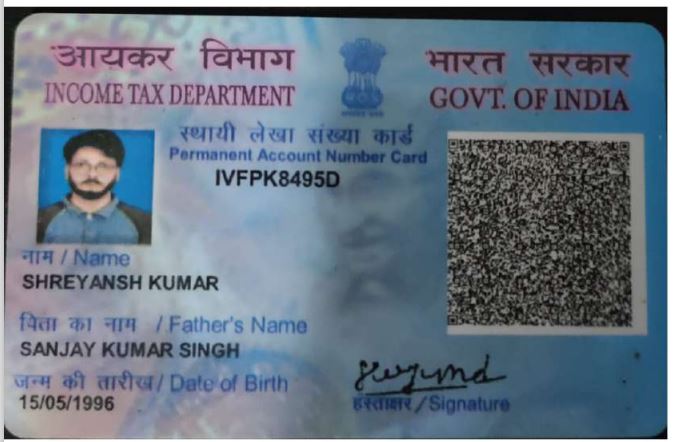 आयकर विभाग
भारत सरकार
INCOME TAX DEPARTMENT
GOVT. OF INDIA
स्थायी लेखा संख्या कार्ड
Permanent Account Number Card
IVFPK8495D
नाम / Name
SHREYANSH KUMAR
पिता का नाम / Father's Name
SANJAY KUMAR SINGH
जन्म की तारीख / Date of Birth
15/05/1996
हस्ताक्षर / Signature